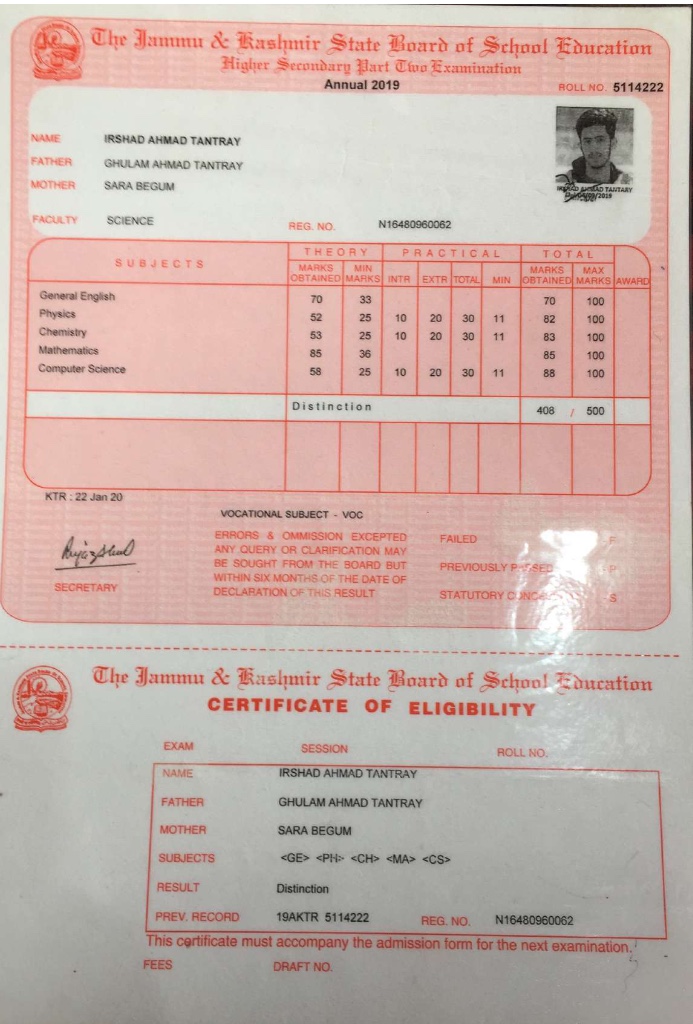 The Jammu & Kashmir State Board of School Education
Higher Secondary Part Two Examination
Annual 2019
ROLL NO. 5114222
NAME IRSHAD AHMAD TANTRAY
FATHER GHULAM AHMAD TANTRAY
MOTHER SARA BEGUM
IRSHAD AHMAD TANTARY
FACULTY SCIENCE REG. NO. N16480960062
SUBJECTS THEORY PRACTICAL TOTAL
MARKS OBTAINED MIN MARKS INTR EXTR TOTAL MIN MARKS OBTAINED MAX MARKS AWARD
General English 70 33 70 100
Physics 52 25 10 20 30 11 82 100
Chemistry 53 25 10 20 30 11 83 100
Mathematics 85 36 85 100
Computer Science 58 25 10 20 30 11 88 100
Distinction 408 / 500
KTR : 22 Jan 20
VOCATIONAL SUBJECT - VOC
ERRORS & OMMISSION EXCEPTED
ANY QUERY OR CLARIFICATION MAY
BE SOUGHT FROM THE BOARD BUT
WITHIN SIX MONTHS OF THE DATE OF
DECLARATION OF THIS RESULT
FAILED F
PREVIOUSLY PASSED P
STATUTORY S
SECRETARY
The Jammu & Kashmir State Board of School Education
CERTIFICATE OF ELIGIBILITY
EXAM SESSION ROLL NO.
NAME IRSHAD AHMAD TANTRAY
FATHER GHULAM AHMAD TANTRAY
MOTHER SARA BEGUM
SUBJECTS <GE> <PH> <CH> <MA> <CS>
RESULT Distinction
PREV. RECORD 19AKTR 5114222 REG. NO. N16480960062
This certificate must accompany the admission form for the next examination.
FEES DRAFT NO.